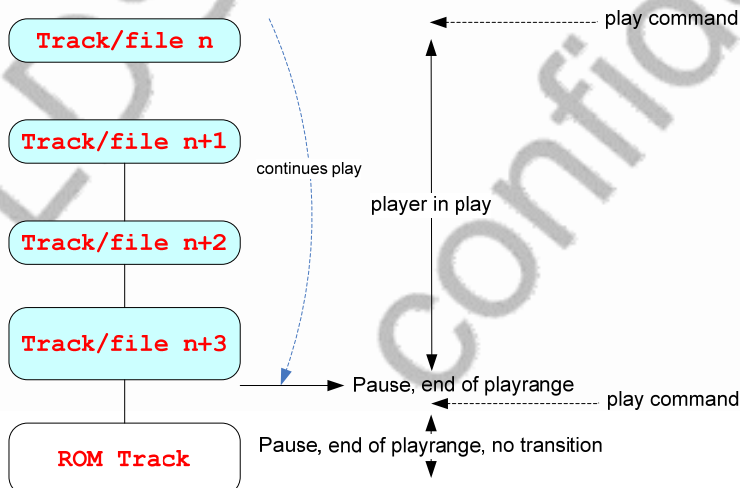 Track/file n
play command
Track/file n+1
continues play
player in play
Track/file n+2
Track/file n+3
Pause, end of playrange
play command
Pause, end of playrange, no transition
ROM Track